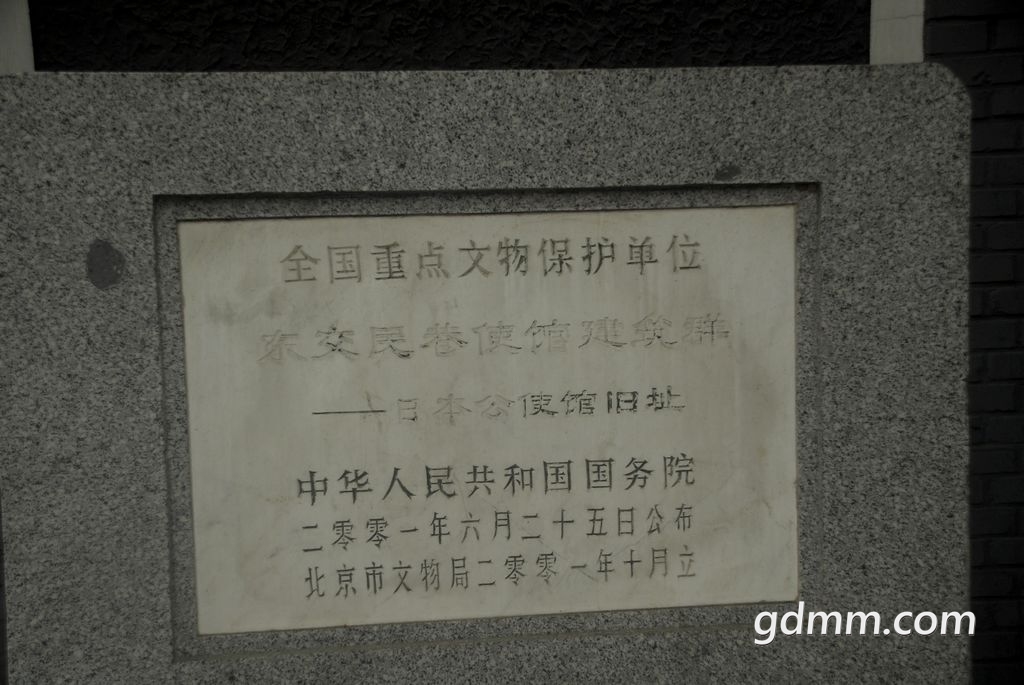 全国重点文物保护单位
东交民巷使馆建筑群
——日本公使馆旧址
中华人民共和国国务院
二零零一年六月二十五日公布
北京市文物局二零零一年十月立
gdmm.com